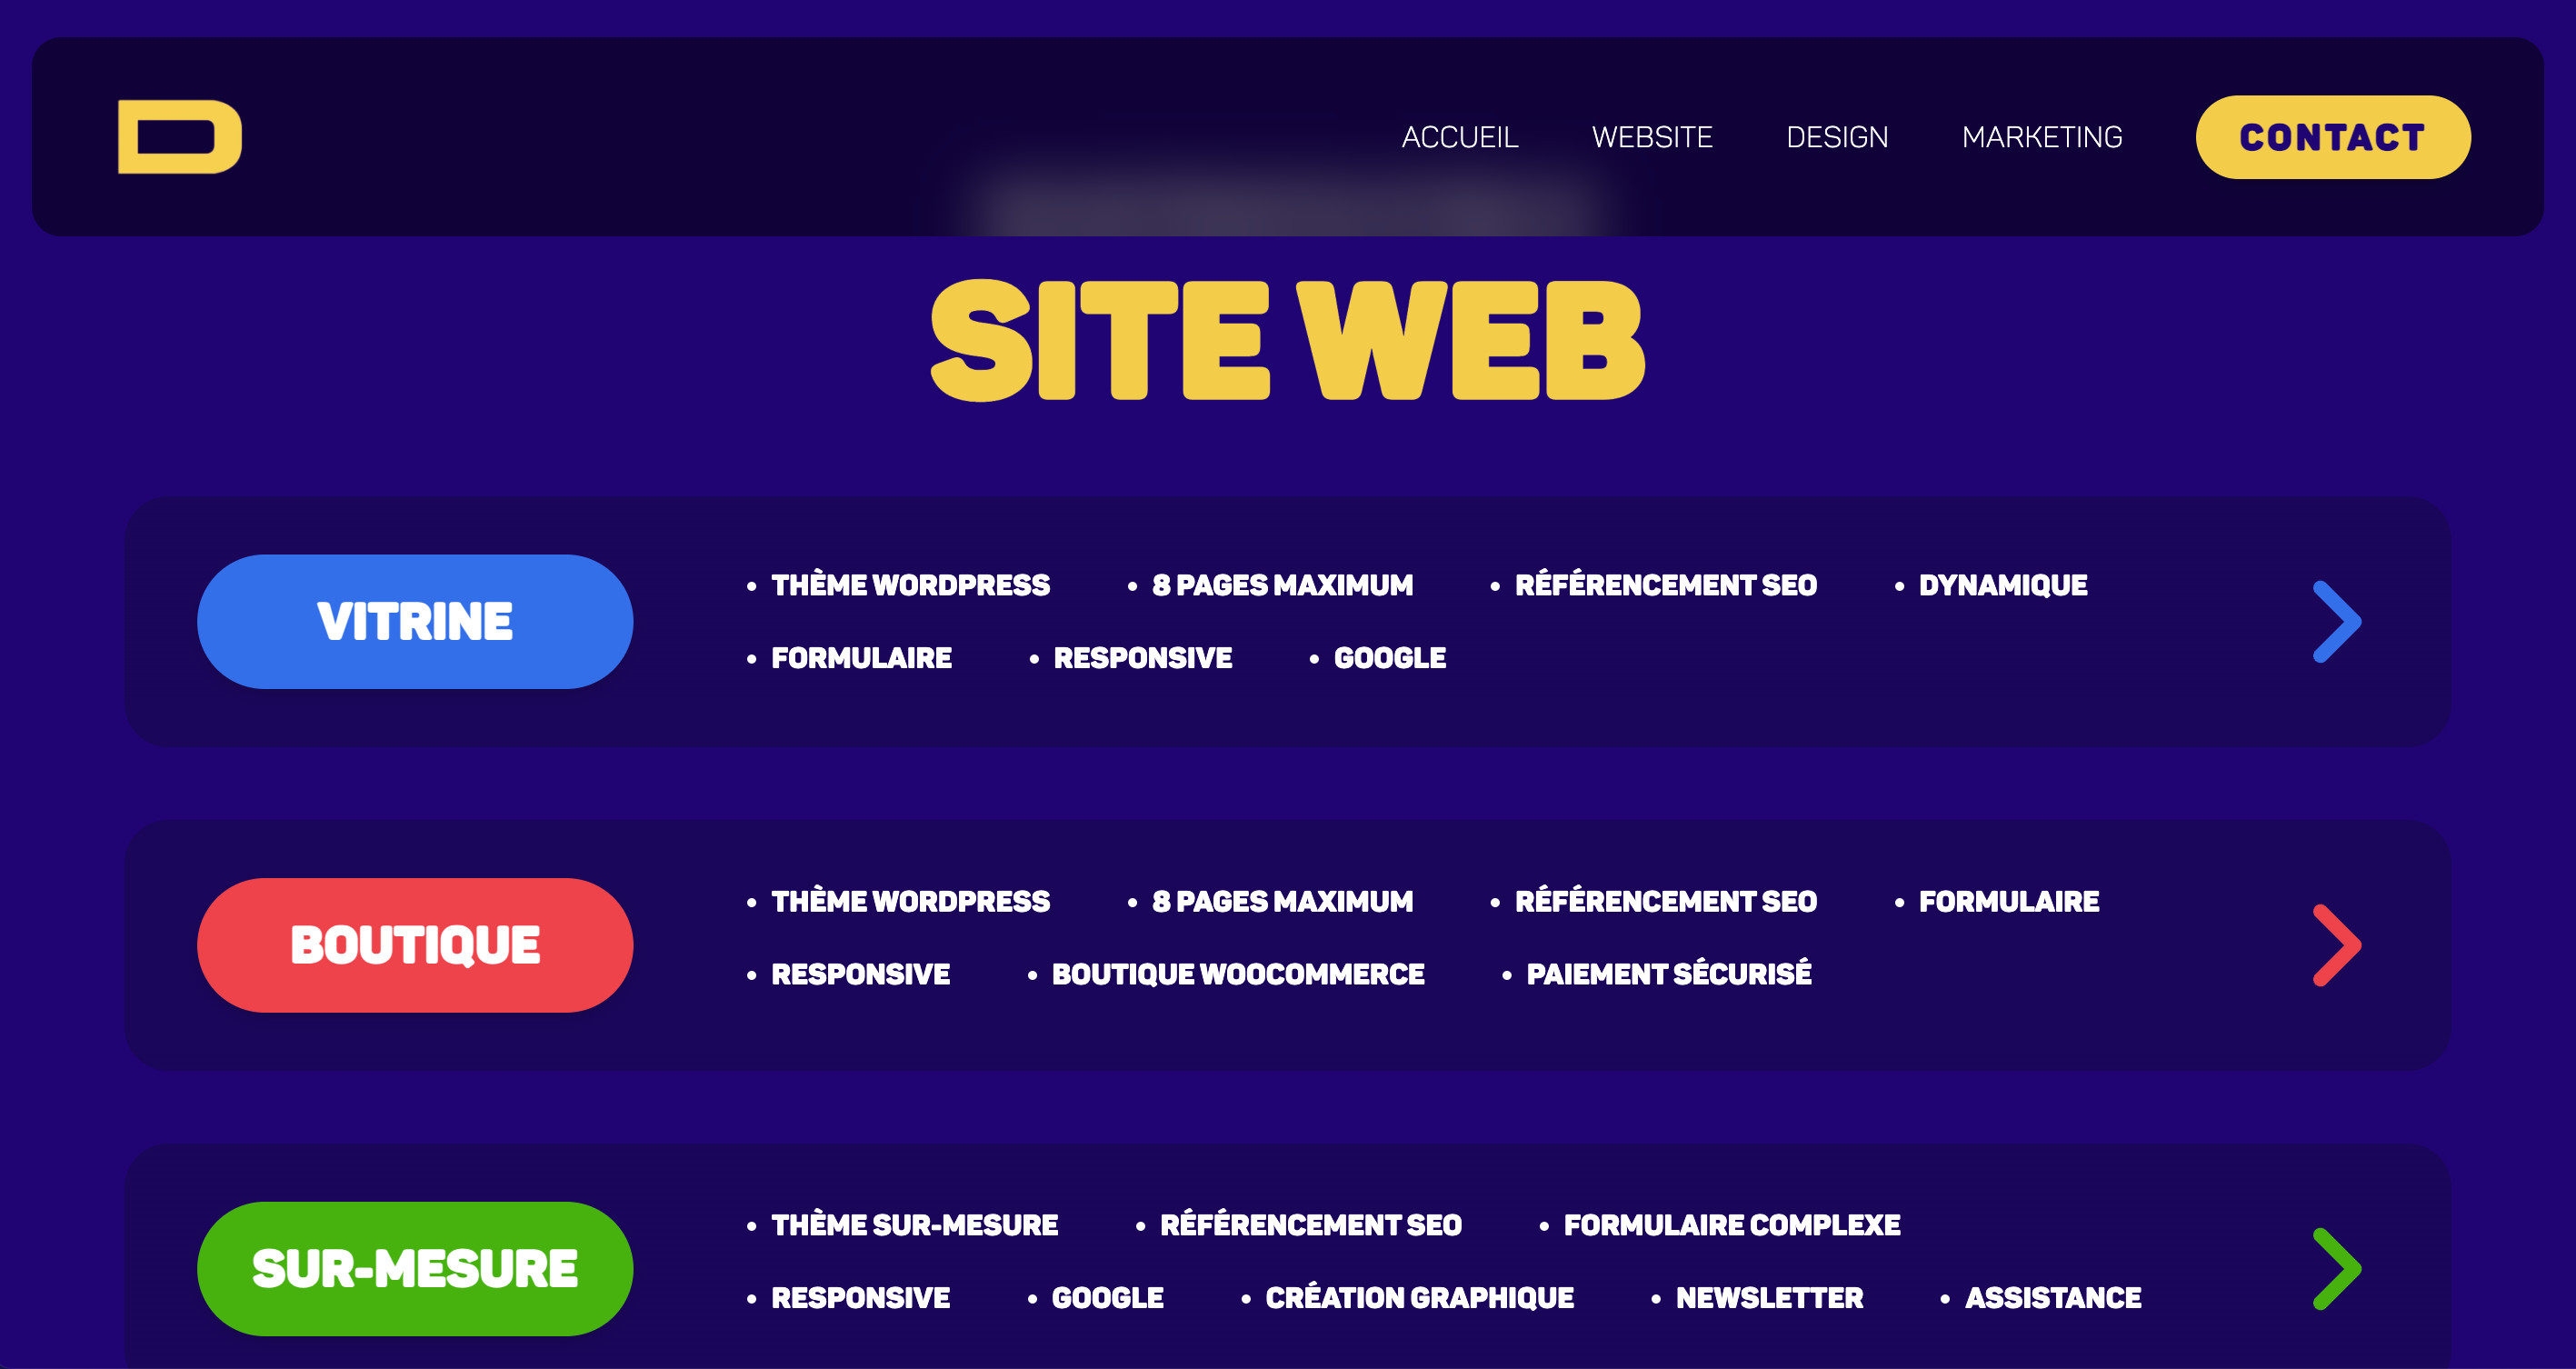 D
ACCUEIL WEBSITE DESIGN MARKETING CONTACT
SITE WEB
VITRINE
• THÈME WORDPRESS • 8 PAGES MAXIMUM • RÉFÉRENCEMENT SEO • DYNAMIQUE
• FORMULAIRE • RESPONSIVE • GOOGLE
BOUTIQUE
• THÈME WORDPRESS • 8 PAGES MAXIMUM • RÉFÉRENCEMENT SEO • FORMULAIRE
• RESPONSIVE • BOUTIQUE WOOCOMMERCE • PAIEMENT SÉCURISÉ
SUR-MESURE
• THÈME SUR-MESURE • RÉFÉRENCEMENT SEO • FORMULAIRE COMPLEXE
• RESPONSIVE • GOOGLE • CRÉATION GRAPHIQUE • NEWSLETTER • ASSISTANCE